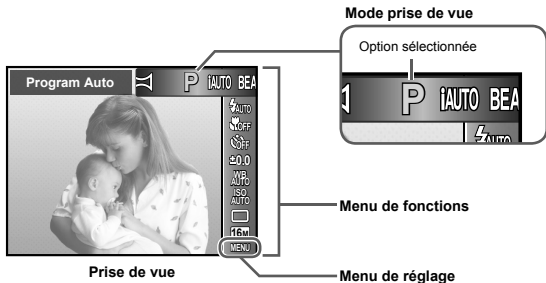 Mode prise de vue
Option sélectionnée
P iAUTO BEA
AUTO
Program Auto
P iAUTO BEA
AUTO
OFF
OFF
±0.0
WB AUTO
ISO AUTO
16M
MENU
Menu de fonctions
Prise de vue
Menu de réglage